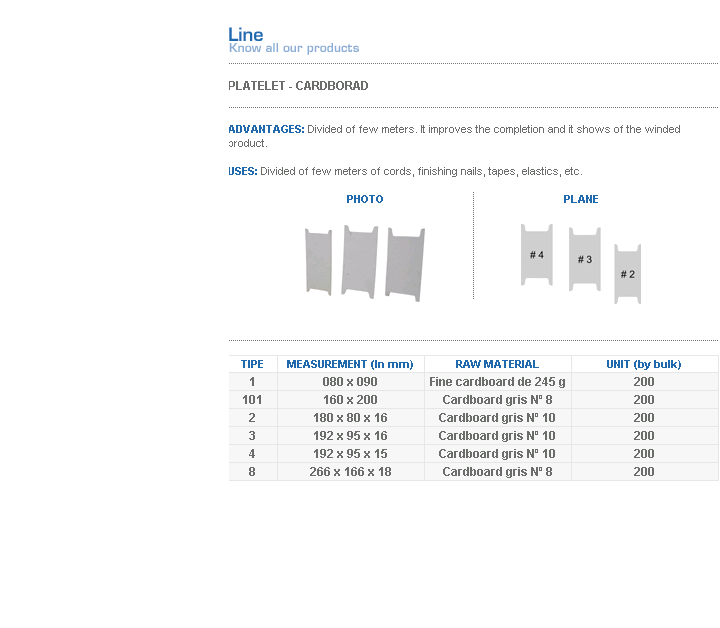 Line
Know all our products
PLATELET - CARDBORAD
ADVANTAGES: Divided of few meters. It improves the completion and it shows of the winded
product.
USES: Divided of few meters of cords, finishing nails, tapes, elastics, etc.
PHOTO PLANE
# 4 # 3 # 2
TIPE MEASUREMENT (In mm) RAW MATERIAL UNIT (by bulk)
1 080 x 090 Fine cardboard de 245 g 200
101 160 x 200 Cardboard gris Nº 8 200
2 180 x 80 x 16 Cardboard gris Nº 10 200
3 192 x 95 x 16 Cardboard gris Nº 10 200
4 192 x 95 x 15 Cardboard gris Nº 10 200
8 266 x 166 x 18 Cardboard gris Nº 8 200